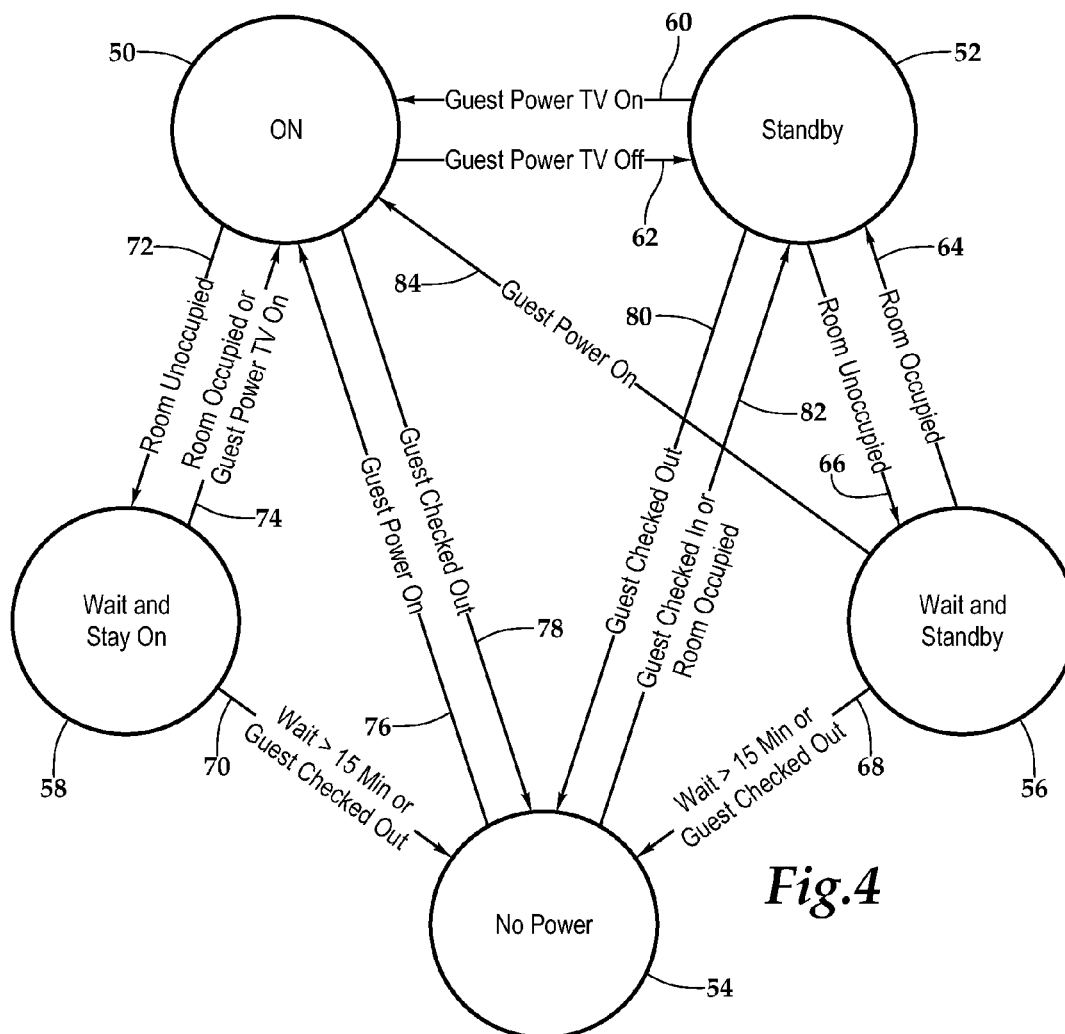 50
60
52
ON
Guest Power TV On
Standby
Guest Power TV Off
62
72
84
80
64
Room Unoccupied
Room Occupied or
Guest Power TV On
Guest Power On
Room Unoccupied
Room Occupied
82
74
66
Guest Power On
Guest Checked Out
Guest Checked Out
Guest Checked In or
Room Occupied
Wait and
Stay On
Wait and
Standby
78
76
58
70
Wait > 15 Min or
Guest Checked Out
Wait > 15 Min or
Guest Checked Out
68
56
No Power
54
Fig.4